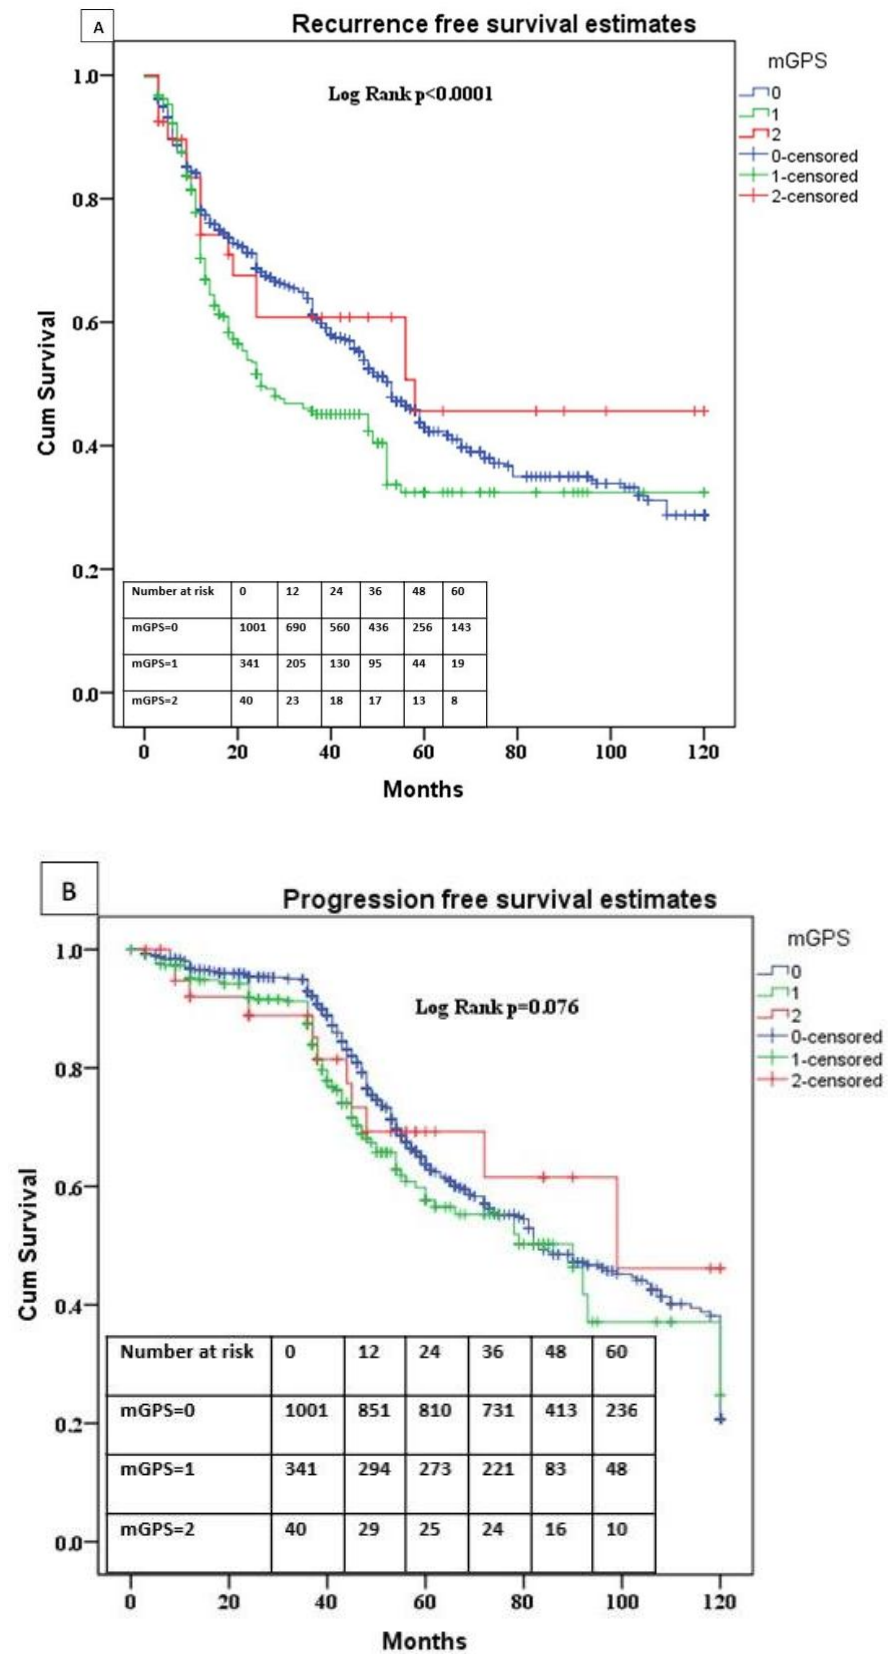 A
Recurrence free survival estimates
Log Rank p<0.0001
mGPS
0
1
2
0-censored
1-censored
2-censored
Cum Survival
1.0
0.8
0.6
0.4
0.2
0.0
Number at risk 0 12 24 36 48 60
mGPS=0 1001 690 560 436 256 143
mGPS=1 341 205 130 95 44 19
mGPS=2 40 23 18 17 13 8
0 20 40 60 80 100 120
Months
B
Progression free survival estimates
Log Rank p=0.076
mGPS
0
1
2
0-censored
1-censored
2-censored
Cum Survival
1.0
0.8
0.6
0.4
0.2
0.0
Number at risk 0 12 24 36 48 60
mGPS=0 1001 851 810 731 413 236
mGPS=1 341 294 273 221 83 48
mGPS=2 40 29 25 24 16 10
0 20 40 60 80 100 120
Months